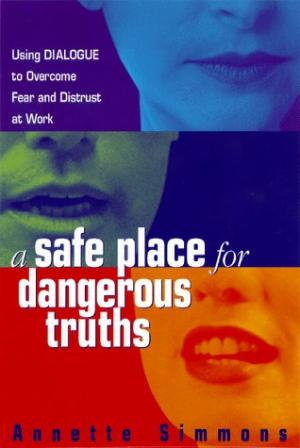 Using DIALOGUE
to Overcome
Fear and Distrust
at Work
a safe place for
dangerous
truths
Annette Simmons